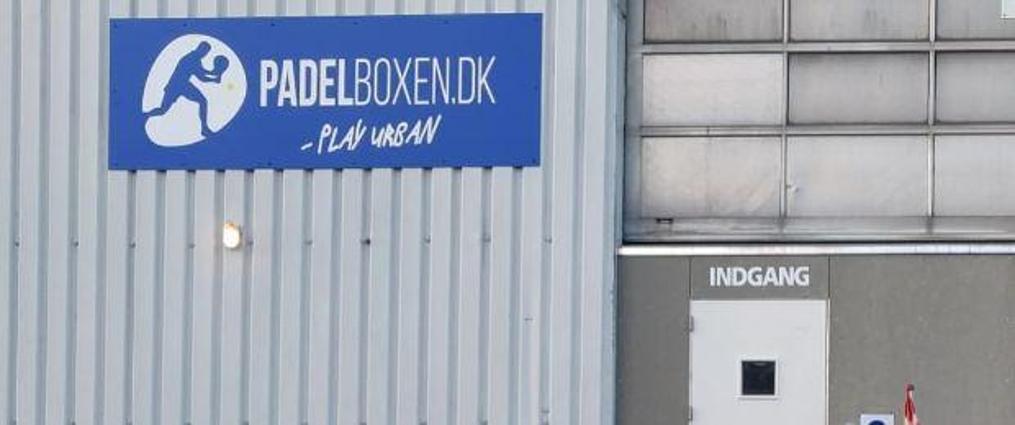 PADELBOXEN.DK
- PLAY URBAN
INDGANG